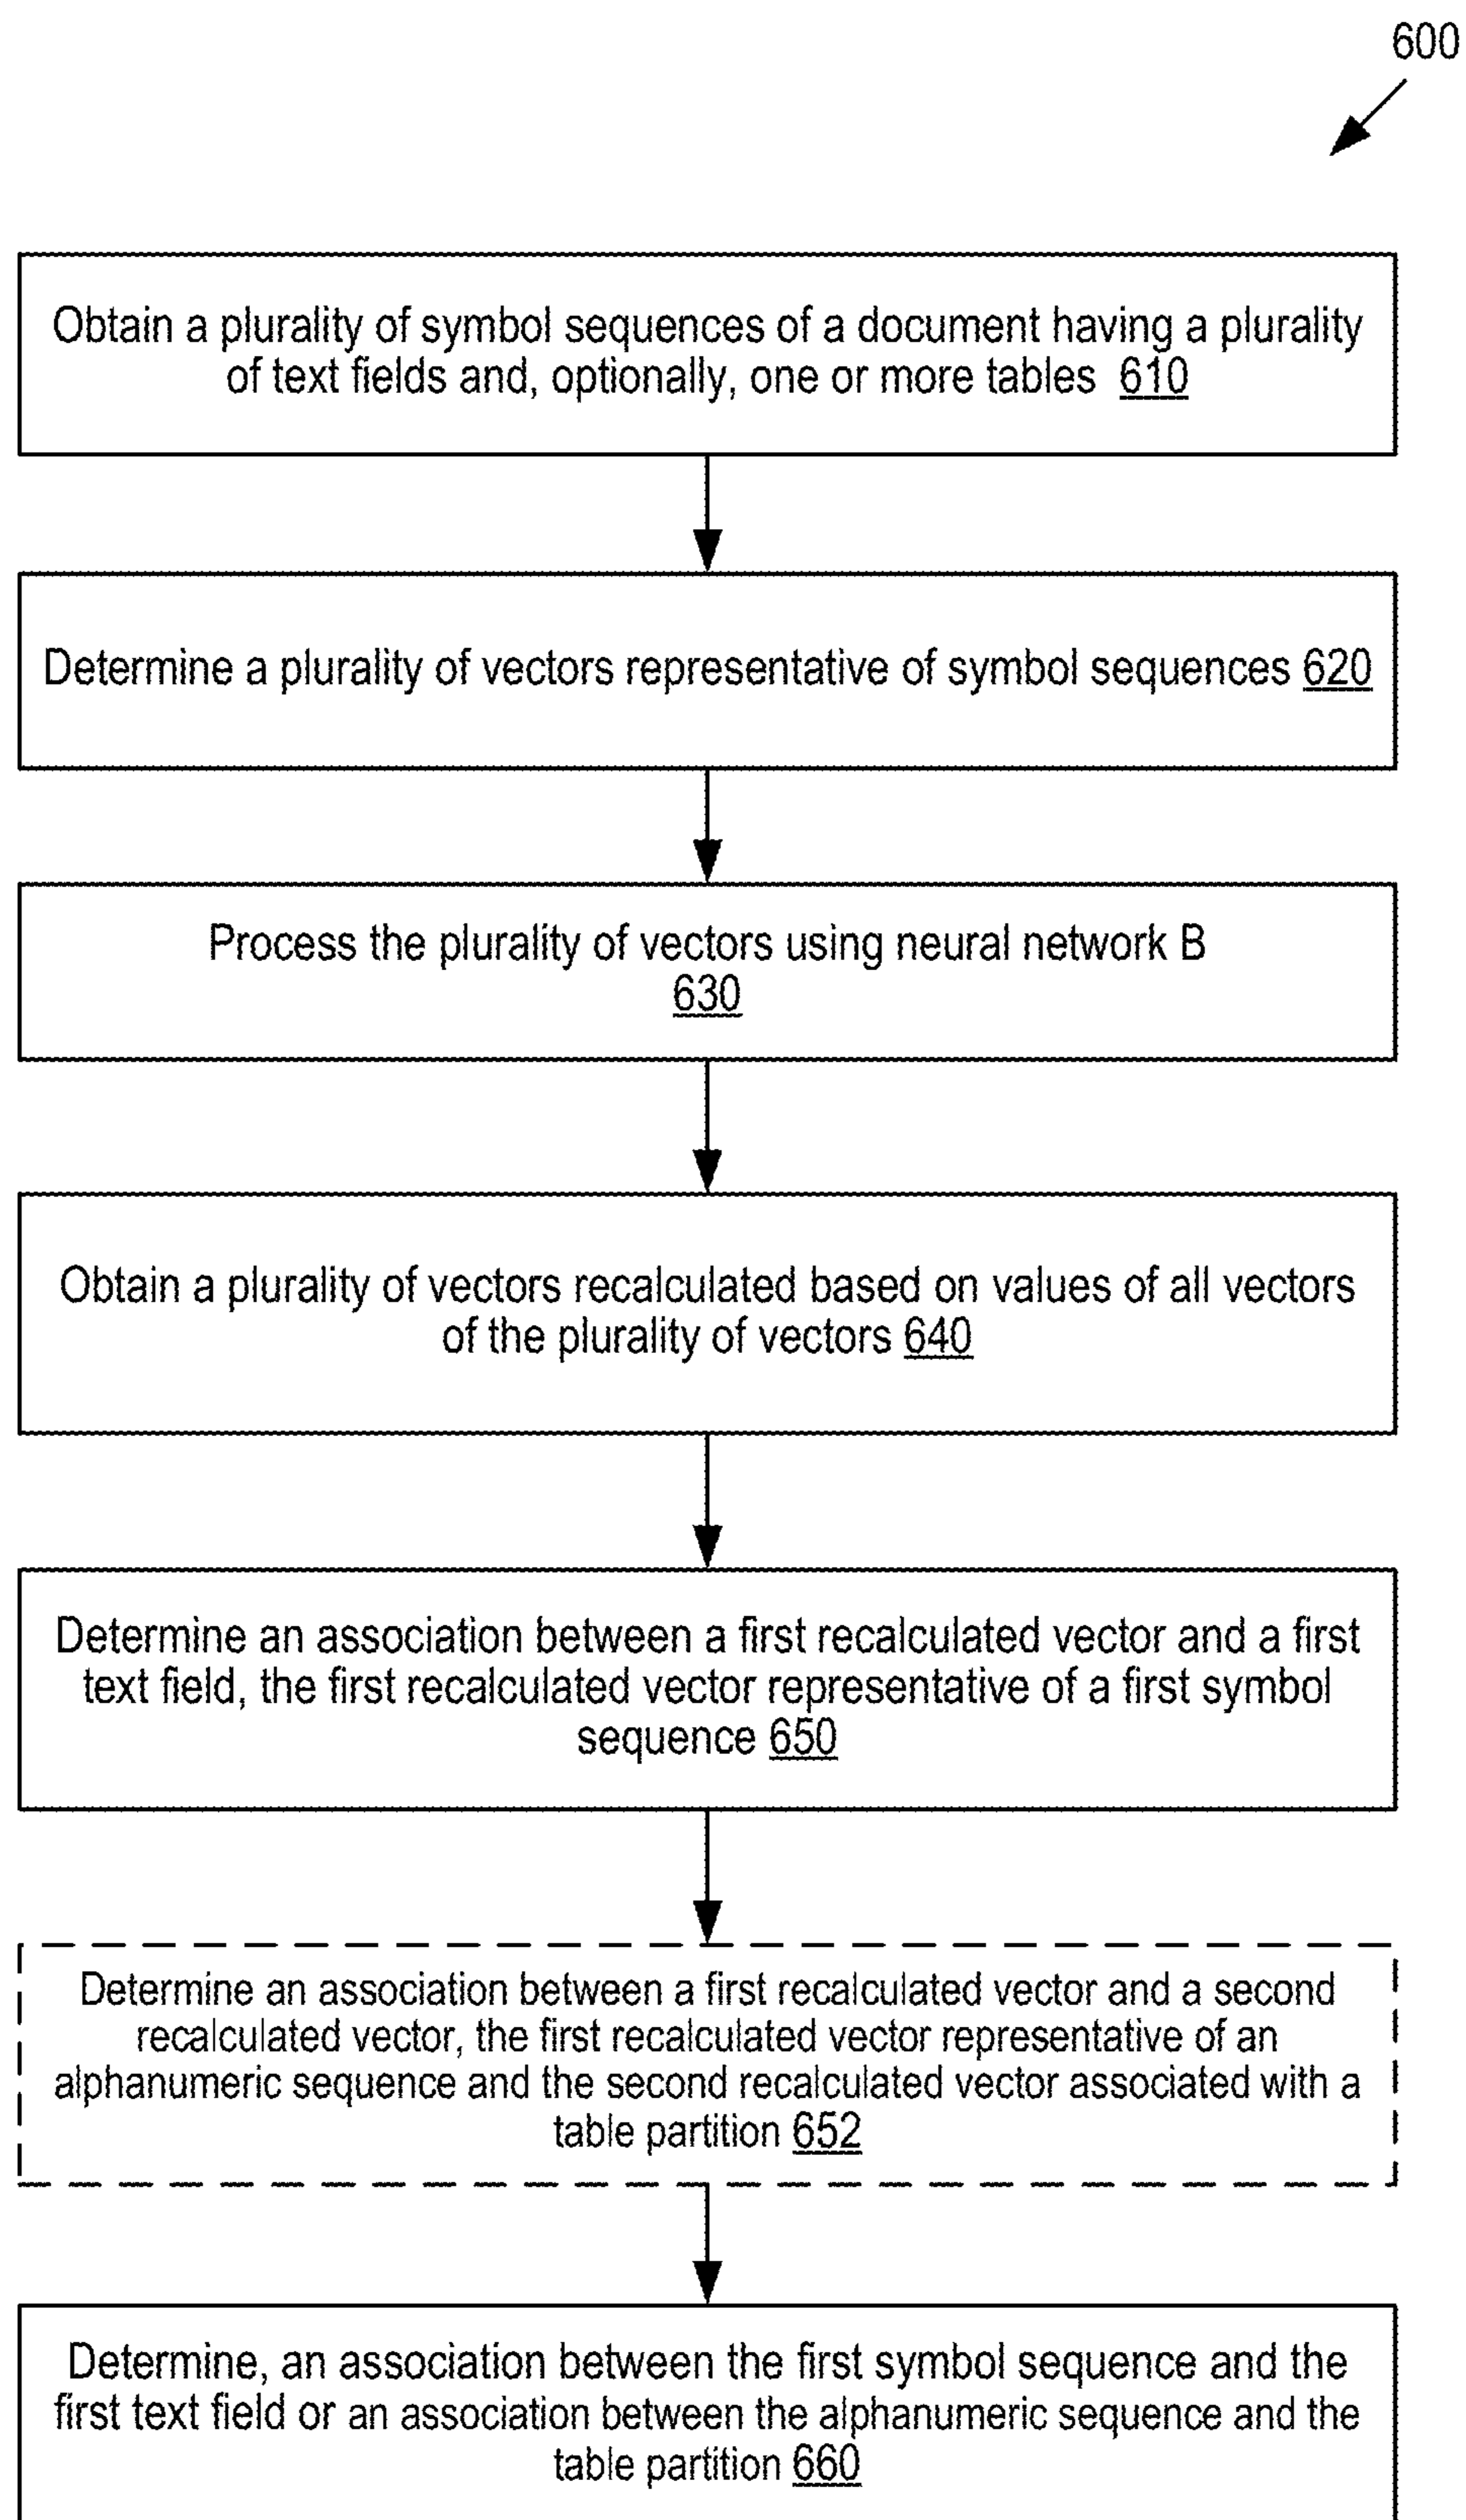 600
Obtain a plurality of symbol sequences of a document having a plurality
of text fields and, optionally, one or more tables 610
Determine a plurality of vectors representative of symbol sequences 620
Process the plurality of vectors using neural network B
630
Obtain a plurality of vectors recalculated based on values of all vectors
of the plurality of vectors 640
Determine an association between a first recalculated vector and a first
text field, the first recalculated vector representative of a first symbol
sequence 650
Determine an association between a first recalculated vector and a second
recalculated vector, the first recalculated vector representative of an
alphanumeric sequence and the second recalculated vector associated with a
table partition 652
Determine, an association between the first symbol sequence and the
first text field or an association between the alphanumeric sequence and the
table partition 660